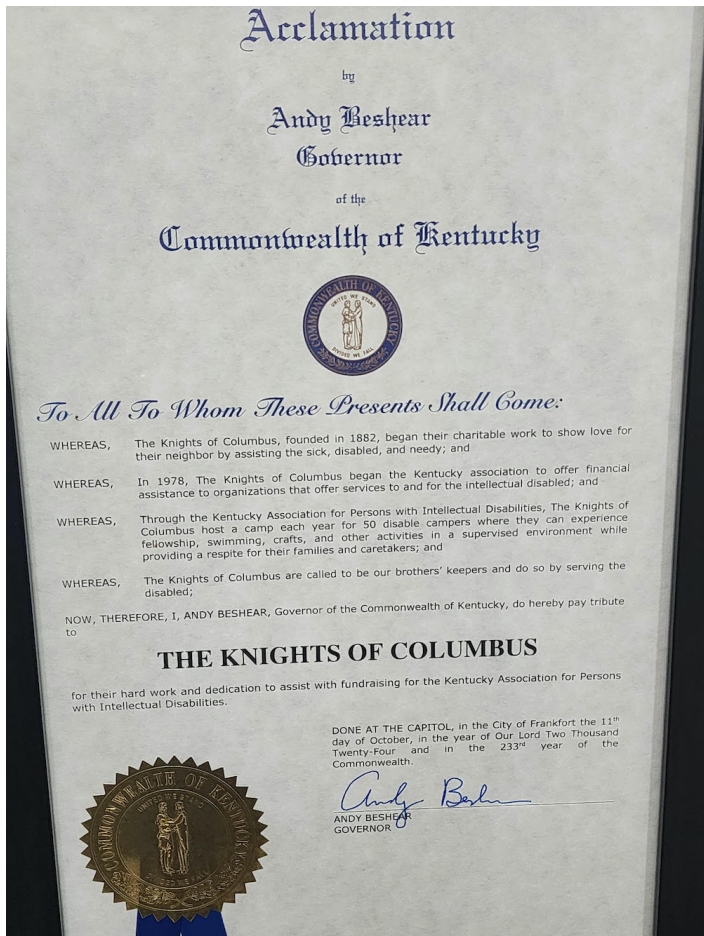 Acclamation
by
Andy Beshear
Governor
of the
Commonwealth of Kentucky
COMMONWEALTH OF KENTUCKY
UNITED WE STAND
DIVIDED WE FALL
To All To Whom These Presents Shall Come:
WHEREAS, The Knights of Columbus, founded in 1882, began their charitable work to show love for
their neighbor by assisting the sick, disabled, and needy; and
WHEREAS, In 1978, The Knights of Columbus began the Kentucky association to offer financial
assistance to organizations that offer services to and for the intellectual disabled; and
WHEREAS, Through the Kentucky Association for Persons with Intellectual Disabilities, The Knights of
Columbus host a camp each year for 50 disable campers where they can experience
fellowship, swimming, crafts, and other activities in a supervised environment while
providing a respite for their families and caretakers; and
WHEREAS, The Knights of Columbus are called to be our brothers' keepers and do so by serving the
disabled;
NOW, THEREFORE, I, ANDY BESHEAR, Governor of the Commonwealth of Kentucky, do hereby pay tribute
to
THE KNIGHTS OF COLUMBUS
for their hard work and dedication to assist with fundraising for the Kentucky Association for Persons
with Intellectual Disabilities.
DONE AT THE CAPITOL, in the City of Frankfort the 11th
day of October, in the year of Our Lord Two Thousand
Twenty-Four and in the 233rd year of the
Commonwealth.
Andy Beshear
ANDY BESHEAR
GOVERNOR
COMMONWEALTH OF KENTUCKY
UNITED WE STAND
DIVIDED WE FALL